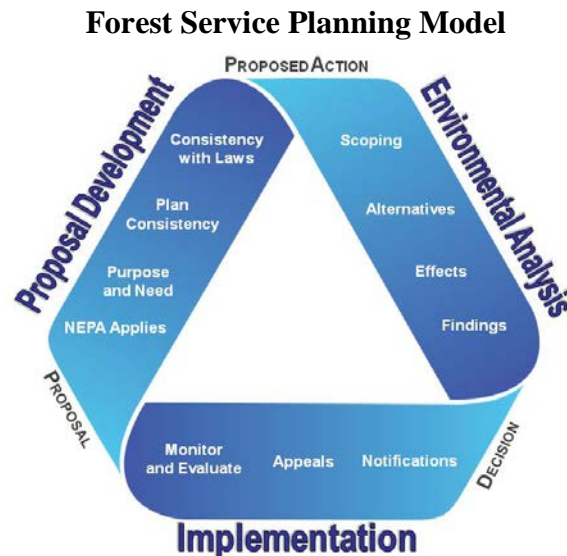 Forest Service Planning Model
PROPOSED ACTION
Proposal Development
Consistency
with Laws
Plan
Consistency
Purpose
and Need
NEPA Applies
PROPOSAL
Environmental Analysis
Scoping
Alternatives
Effects
Findings
DECISION
Monitor
and Evaluate
Appeals
Notifications
Implementation